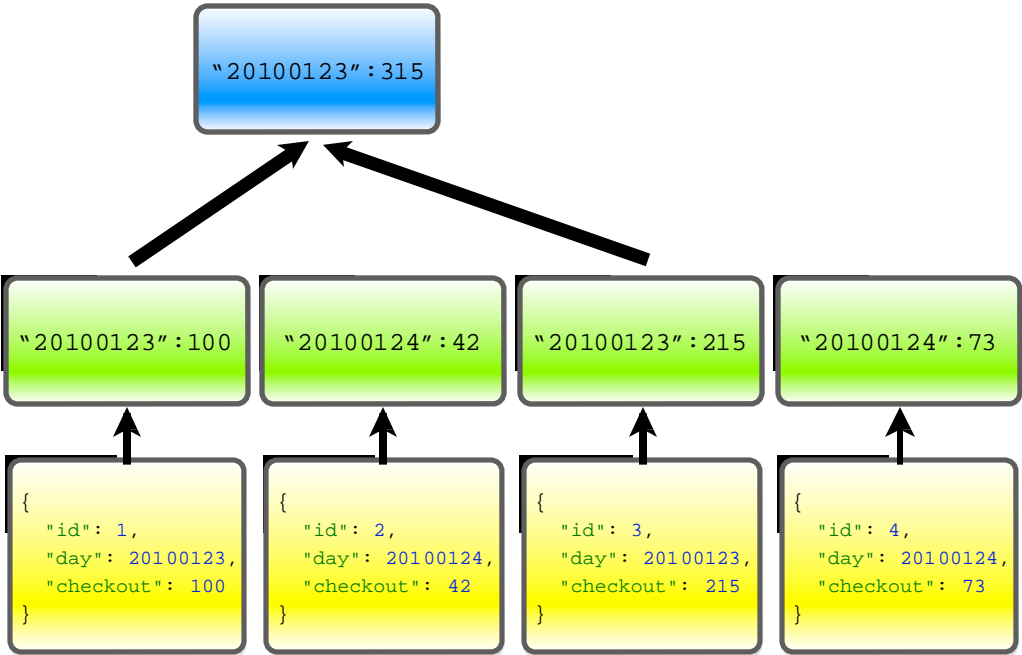 “20100123”:315
“20100123”:100
“20100124”:42
“20100123”:215
“20100124”:73
{
"id": 1,
"day": 20100123,
"checkout": 100
}
{
"id": 2,
"day": 20100124,
"checkout": 42
}
{
"id": 3,
"day": 20100123,
"checkout": 215
}
{
"id": 4,
"day": 20100124,
"checkout": 73
}